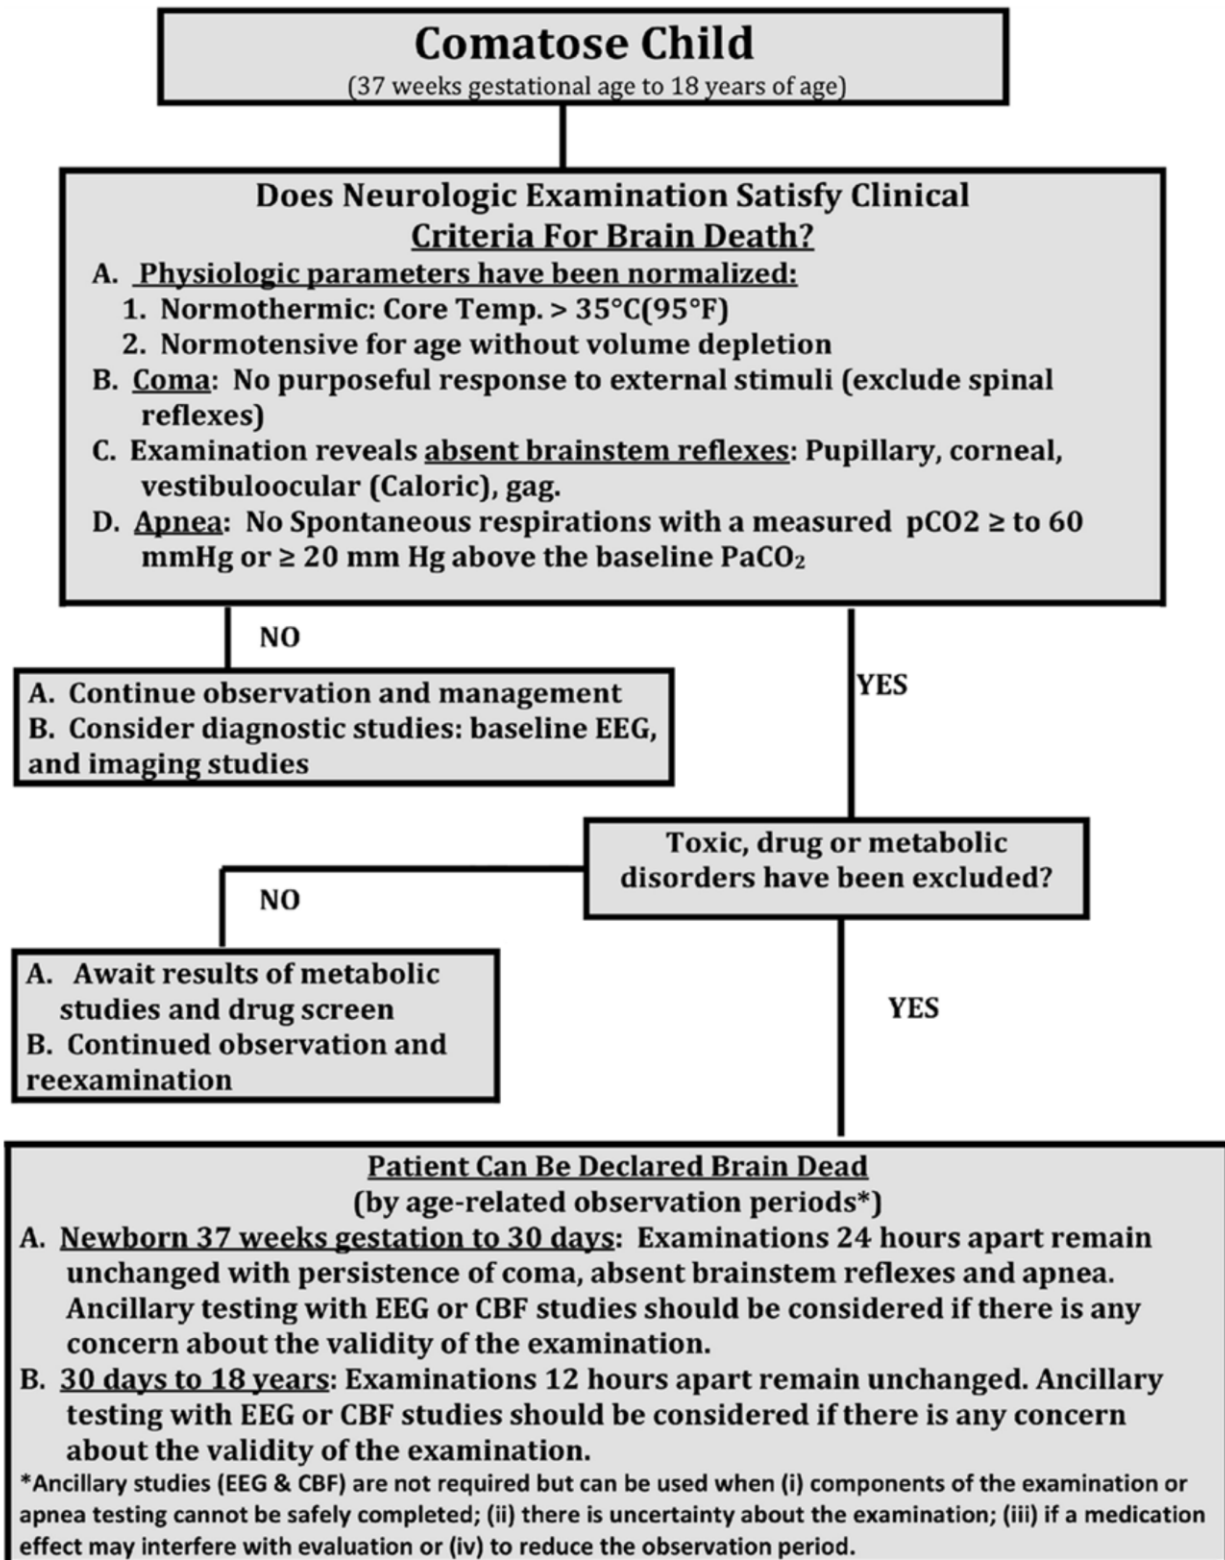 Comatose Child
(37 weeks gestational age to 18 years of age)
Does Neurologic Examination Satisfy Clinical
Criteria For Brain Death?
A. Physiologic parameters have been normalized:
1. Normothermic: Core Temp. > 35°C(95°F)
2. Normotensive for age without volume depletion
B. Coma: No purposeful response to external stimuli (exclude spinal
reflexes)
C. Examination reveals absent brainstem reflexes: Pupillary, corneal,
vestibuloocular (Caloric), gag.
D. Apnea: No Spontaneous respirations with a measured pCO2 ≥ to 60
mmHg or ≥ 20 mm Hg above the baseline PaCO₂
NO
YES
A. Continue observation and management
B. Consider diagnostic studies: baseline EEG,
and imaging studies
Toxic, drug or metabolic
disorders have been excluded?
NO
YES
A. Await results of metabolic
studies and drug screen
B. Continued observation and
reexamination
Patient Can Be Declared Brain Dead
(by age-related observation periods*)
A. Newborn 37 weeks gestation to 30 days: Examinations 24 hours apart remain
unchanged with persistence of coma, absent brainstem reflexes and apnea.
Ancillary testing with EEG or CBF studies should be considered if there is any
concern about the validity of the examination.
B. 30 days to 18 years: Examinations 12 hours apart remain unchanged. Ancillary
testing with EEG or CBF studies should be considered if there is any concern
about the validity of the examination.
*Ancillary studies (EEG & CBF) are not required but can be used when (i) components of the examination or
apnea testing cannot be safely completed; (ii) there is uncertainty about the examination; (iii) if a medication
effect may interfere with evaluation or (iv) to reduce the observation period.